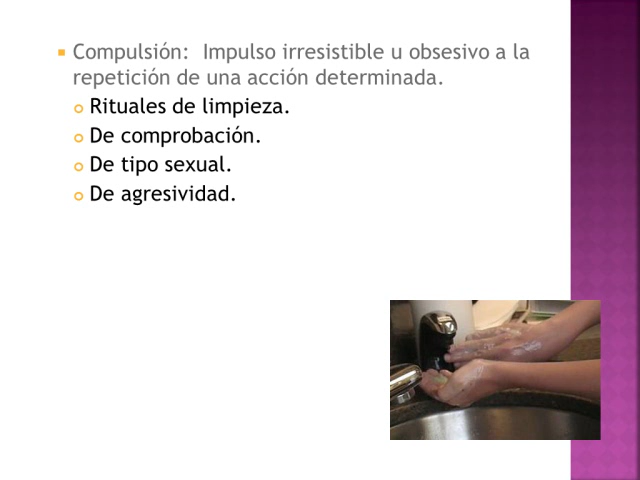 Compulsión:  Impulso irresistible u obsesivo a la
repetición de una acción determinada.
Rituales de limpieza.
De comprobación.
De tipo sexual.
De agresividad.